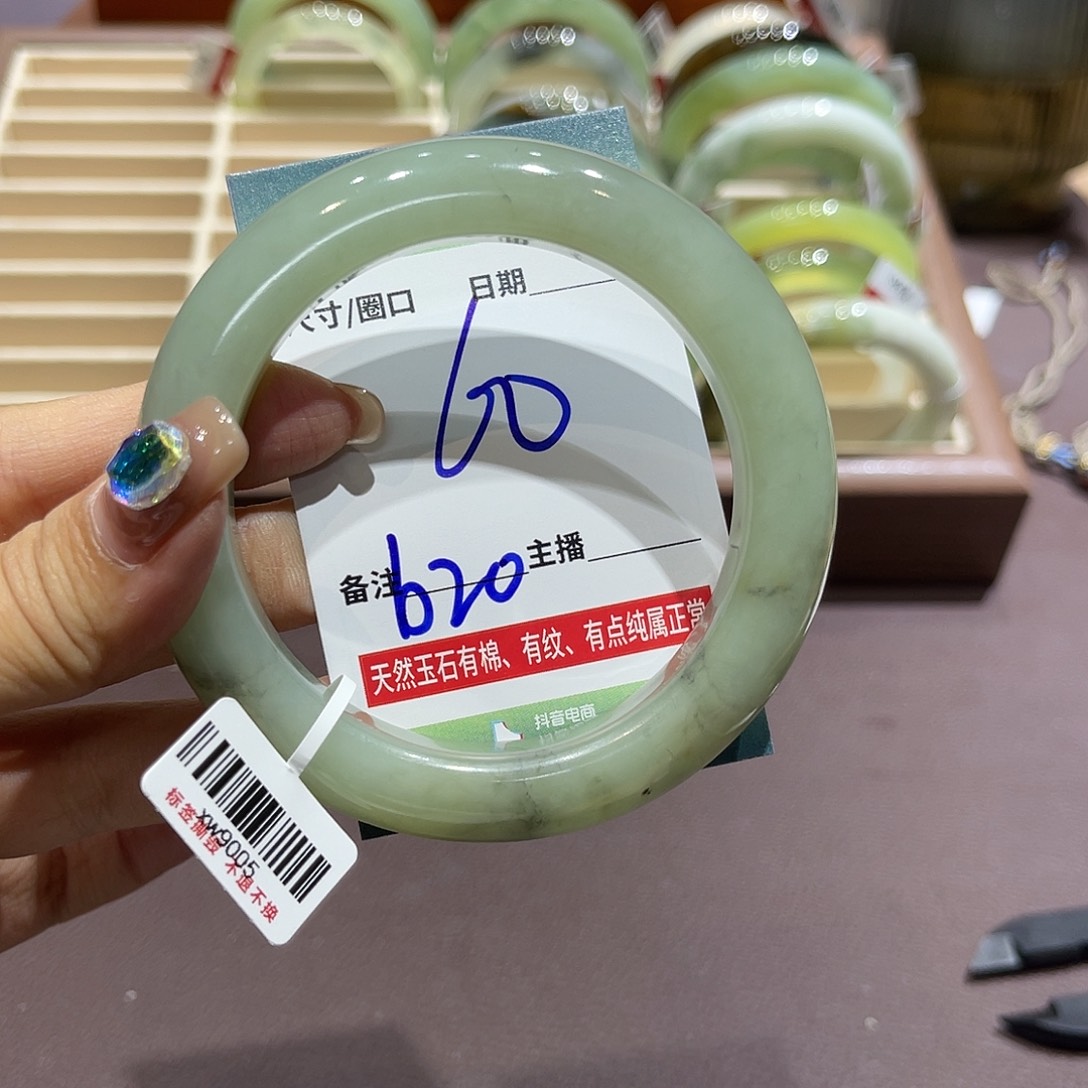 寸/圈口
日期
60
备注
620
主播
天然玉石有棉、有纹、有点纯属正常
抖音电商
xw9005
标签撕毁 不退不换